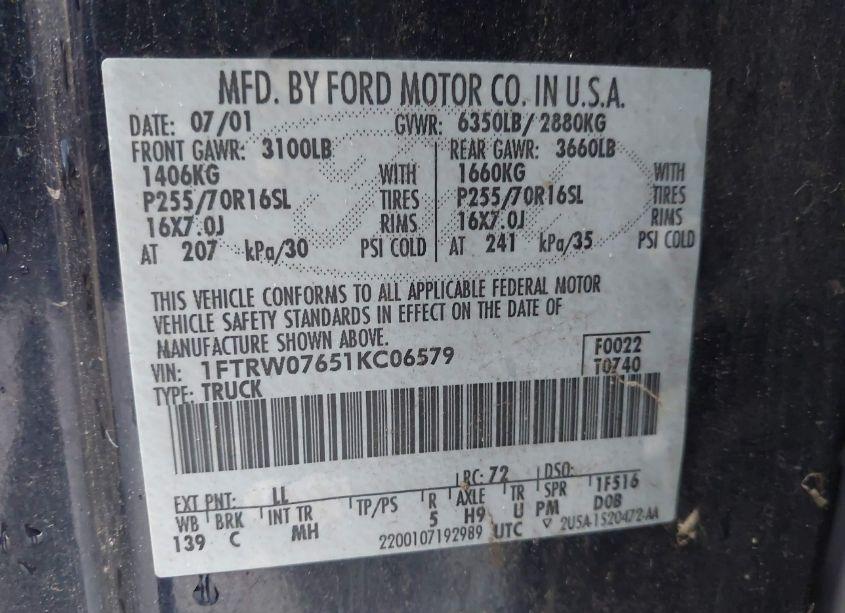 MFD. BY FORD MOTOR CO. IN U.S.A.
DATE: 07/01 GVWR: 6350LB/ 2880KG
FRONT GAWR: 3100LB REAR GAWR: 3660LB
1406KG WITH 1660KG WITH
P255/70R16SL TIRES P255/70R16SL TIRES
16X7.0J RIMS 16X7.0J RIMS
AT 207 kPa/30 PSI COLD AT 241 kPa/35 PSI COLD
THIS VEHICLE CONFORMS TO ALL APPLICABLE FEDERAL MOTOR
VEHICLE SAFETY STANDARDS IN EFFECT ON THE DATE OF
MANUFACTURE SHOWN ABOVE.
VIN: 1FTRW07651KC06579 F0022
TYPE: TRUCK T0740
EXT PNT: LL RC: 72 DSO:
WB BRK INT TR TP/PS R AXLE TR SPR 1F516
139 C MH 5 H9 U PM DOB
2200107192989 UTC ▽ 2U5A-1520472-AA